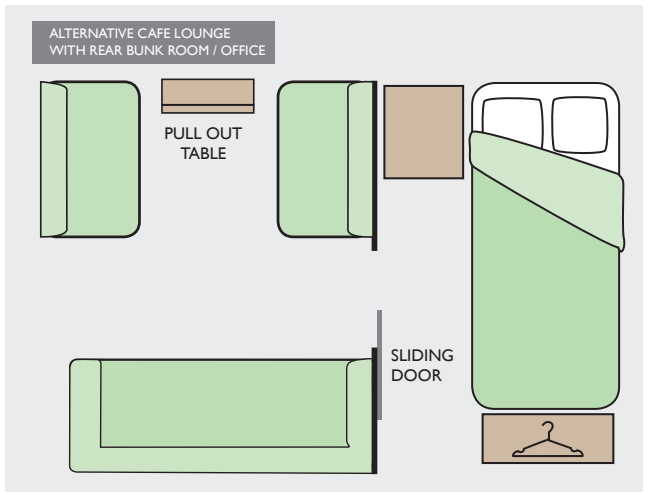 ALTERNATIVE CAFE LOUNGE
WITH REAR BUNK ROOM / OFFICE
PULL OUT
TABLE
SLIDING
DOOR